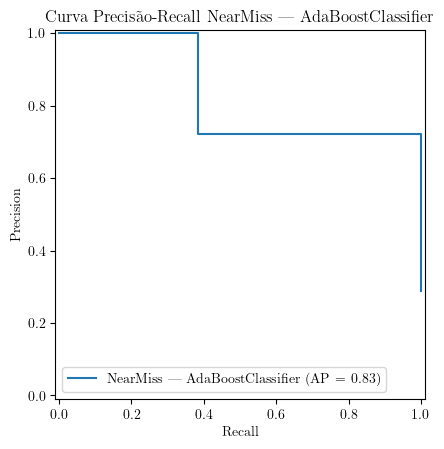 Curva Precisão-Recall NearMiss — AdaBoostClassifier
1.0
0.8
0.6
0.4
0.2
0.0
Precision
NearMiss — AdaBoostClassifier (AP = 0.83)
0.0 0.2 0.4 0.6 0.8 1.0
Recall